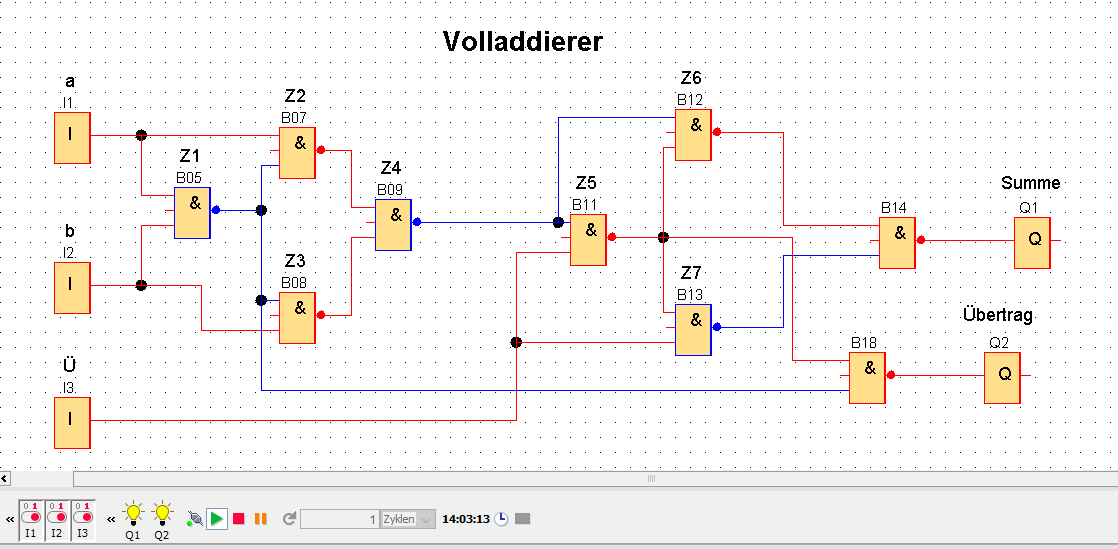 Volladdierer
a
I1
I
b
I2
I
Ü
I3
I
Z1
B05
&
Z2
B07
&
Z3
B08
&
Z4
B09
&
Z5
B11
&
Z6
B12
&
Z7
B13
&
B14
&
Summe
Q1
Q
B18
&
Übertrag
Q2
Q
« 0 1 0 1 0 1 « 1 Zyklen 14:03:13
I1 I2 I3 Q1 Q2